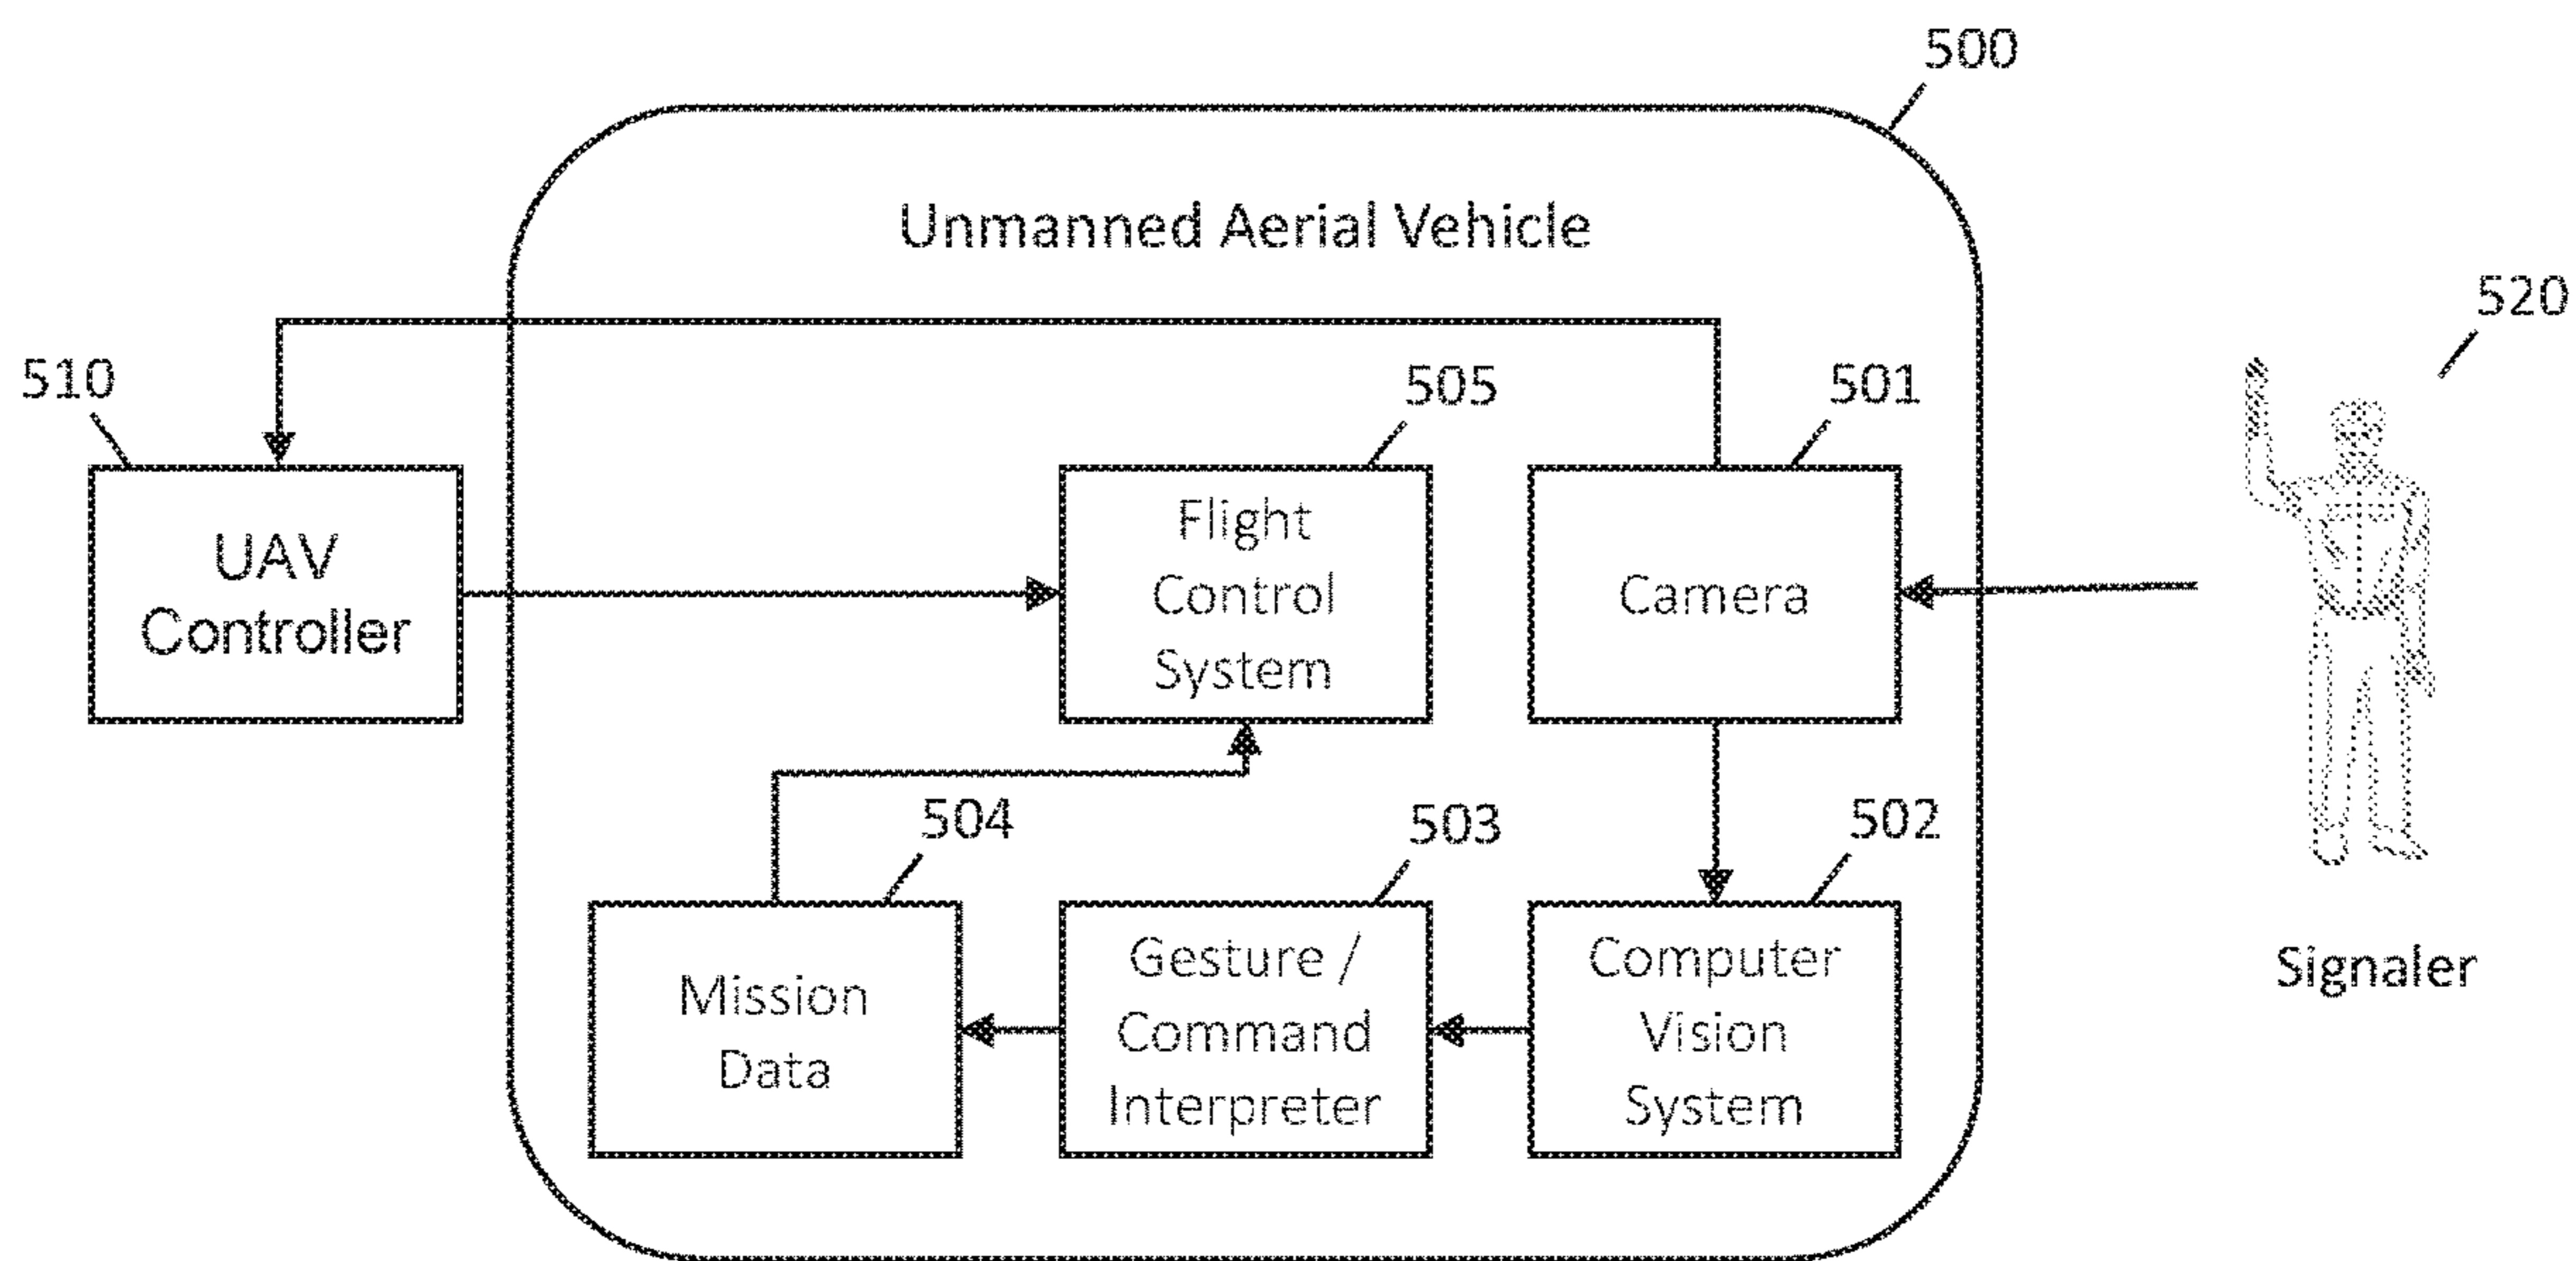 500
Unmanned Aerial Vehicle
520
510
505
501
UAV
Controller
Flight
Control
System
Camera
504
503
502
Mission
Data
Gesture /
Command
Interpreter
Computer
Vision
System
Signaler